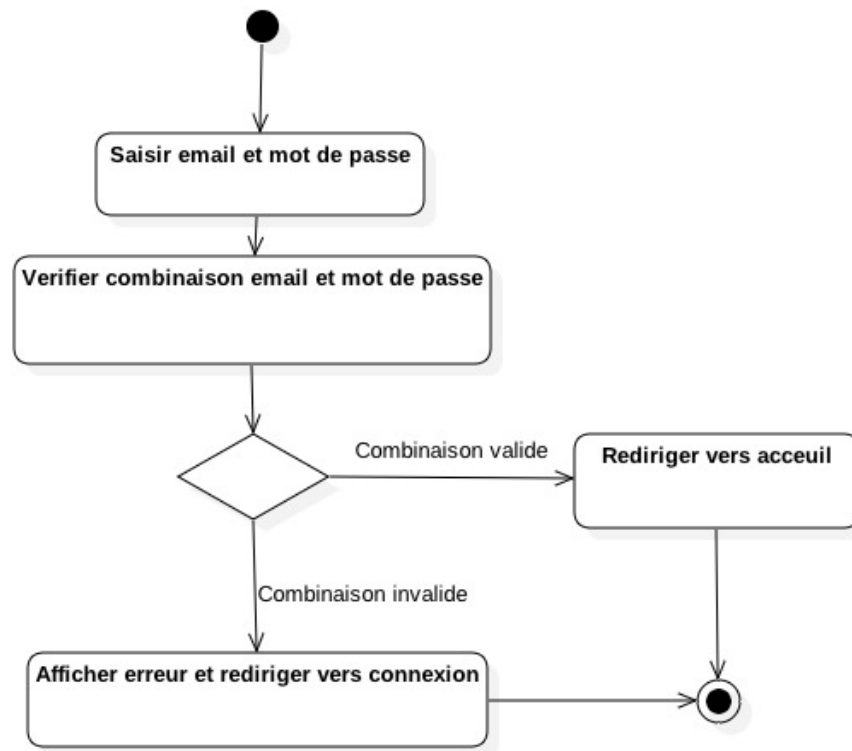 Saisir email et mot de passe
Verifier combinaison email et mot de passe
Combinaison valide
Rediriger vers acceuil
Combinaison invalide
Afficher erreur et rediriger vers connexion